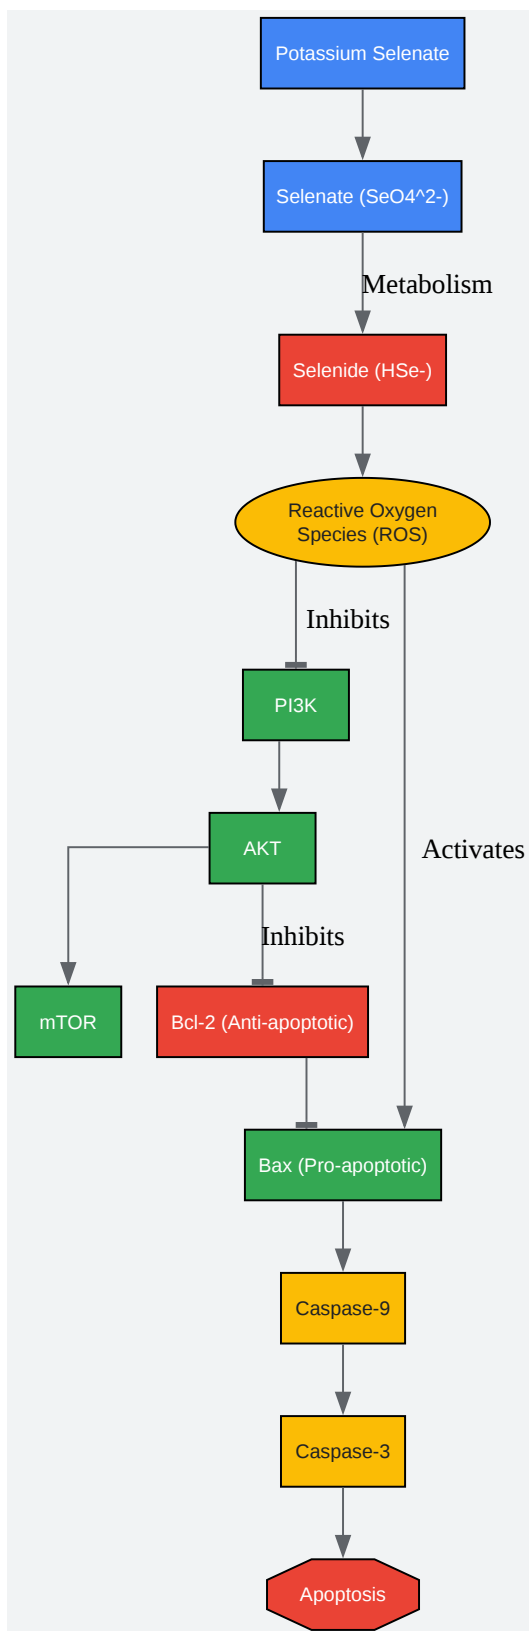 Potassium Selenate
Selenate (SeO4^2-)
Metabolism
Selenide (HSe-)
Reactive Oxygen
Species (ROS)
Inhibits
PI3K
AKT
Activates
Inhibits
mTOR
Bcl-2 (Anti-apoptotic)
Bax (Pro-apoptotic)
Caspase-9
Caspase-3
Apoptosis